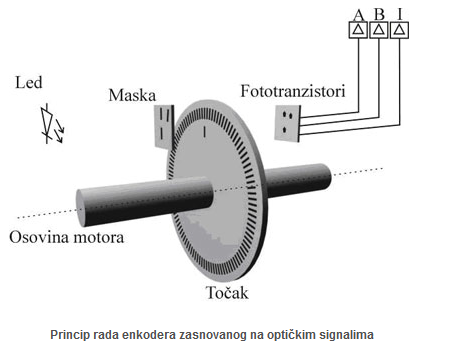 A B I
Led
Maska
Fototranzistori
Osovina motora
Točak
Princip rada enkodera zasnovanog na optičkim signalima